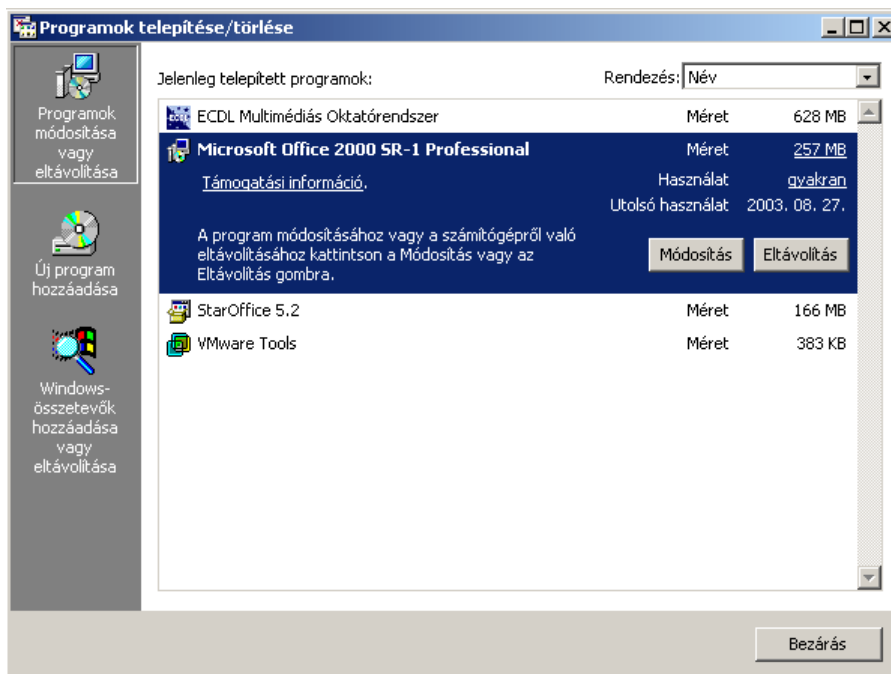 Programok telepítése/törlése
Programok
módosítása
vagy
eltávolítása
Új program
hozzáadása
Windows-
összetevők
hozzáadása
vagy
eltávolítása
Jelenleg telepített programok: Rendezés: Név
ECDL Multimédiás Oktatórendszer Méret 628 MB
Microsoft Office 2000 SR-1 Professional Méret 257 MB
Támogatási információ. Használat gyakran
Utolsó használat 2003. 08. 27.
A program módosításához vagy a számítógépről való
eltávolításához kattintson a Módosítás vagy az
Eltávolítás gombra.
Módosítás Eltávolítás
StarOffice 5.2 Méret 166 MB
VMware Tools Méret 383 KB
Bezárás